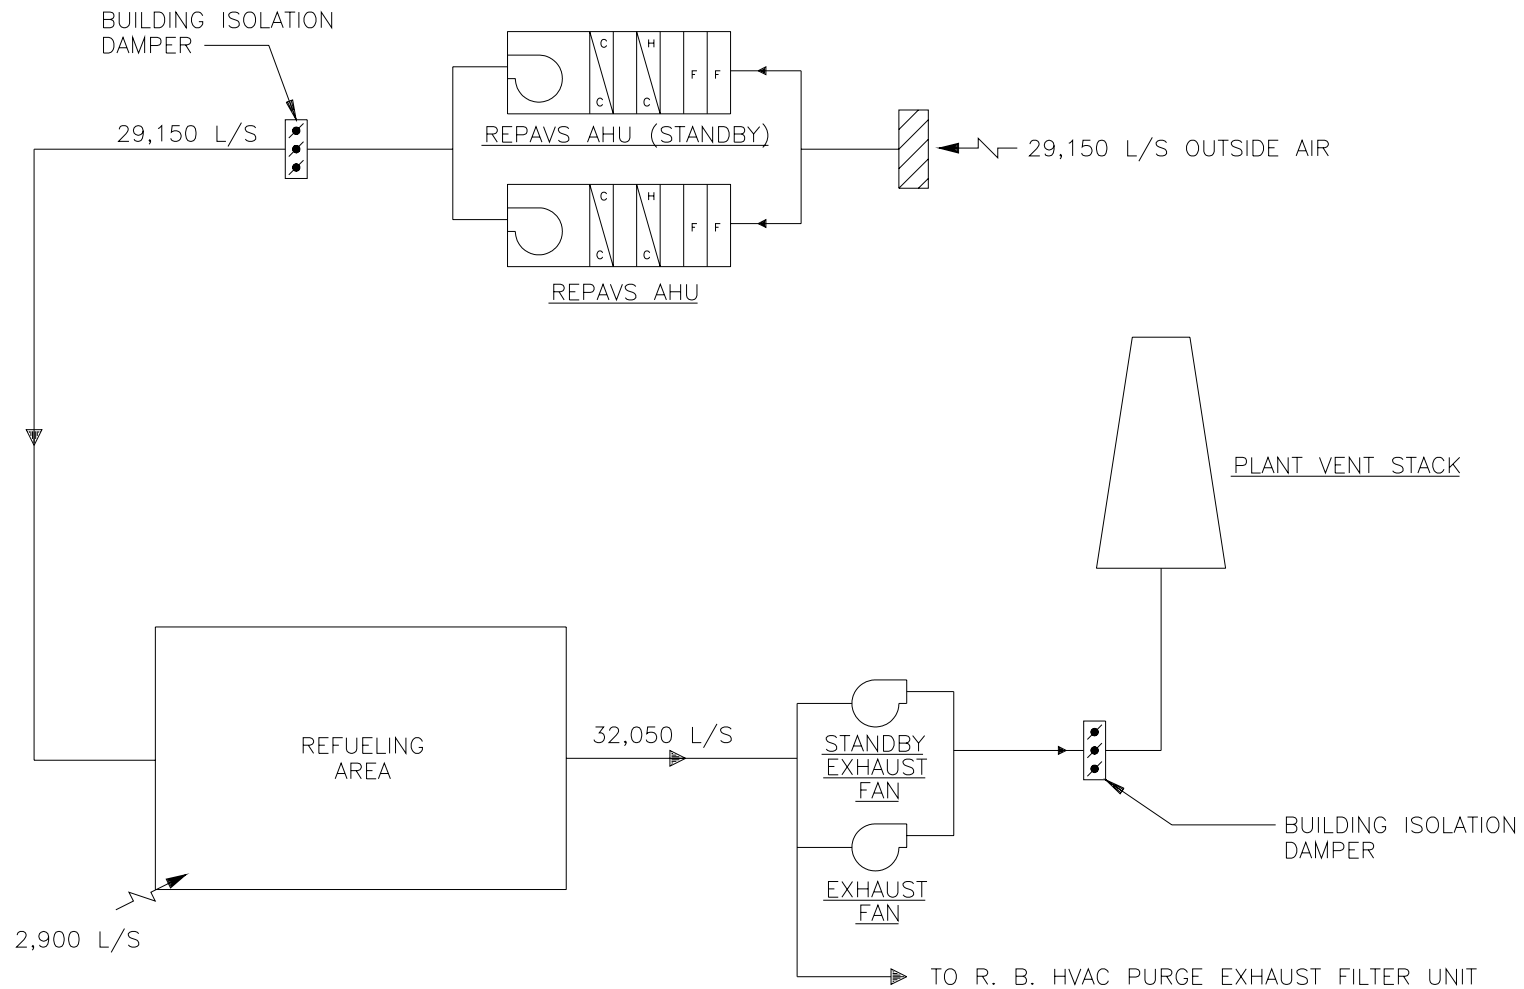 BUILDING ISOLATION
DAMPER
29,150 L/S
C
H
F F
C
C
REPAVS AHU (STANDBY)
29,150 L/S OUTSIDE AIR
C
H
F F
C
C
REPAVS AHU
PLANT VENT STACK
REFUELING
AREA
32,050 L/S
STANDBY
EXHAUST
FAN
BUILDING ISOLATION
DAMPER
EXHAUST
FAN
2,900 L/S
TO R. B. HVAC PURGE EXHAUST FILTER UNIT